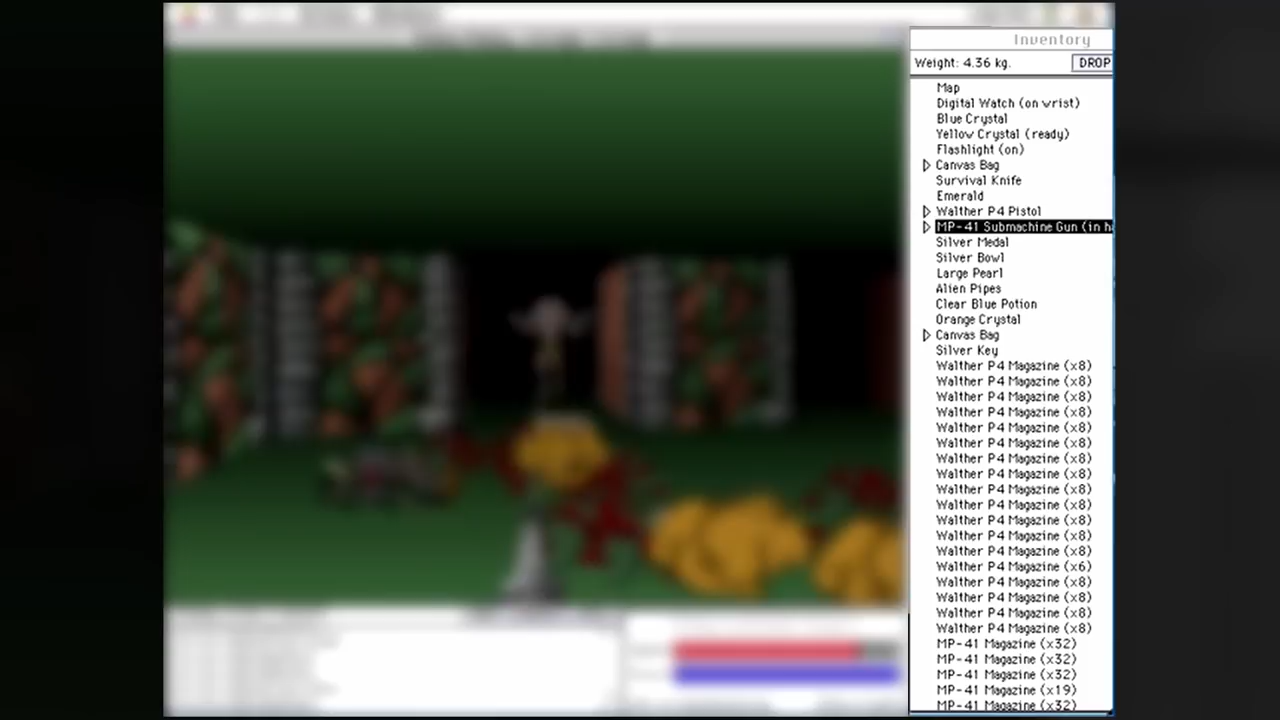 Inventory
Weight: 4.36 kg. DROP
Map
Digital Watch (on wrist)
Blue Crystal
Yellow Crystal (ready)
Flashlight (on)
Canvas Bag
Survival Knife
Emerald
Walther P4 Pistol
MP-41 Submachine Gun (in h
Silver Medal
Silver Bowl
Large Pearl
Alien Pipes
Clear Blue Potion
Orange Crystal
Canvas Bag
Silver Key
Walther P4 Magazine (x8)
Walther P4 Magazine (x8)
Walther P4 Magazine (x8)
Walther P4 Magazine (x8)
Walther P4 Magazine (x8)
Walther P4 Magazine (x8)
Walther P4 Magazine (x8)
Walther P4 Magazine (x8)
Walther P4 Magazine (x8)
Walther P4 Magazine (x8)
Walther P4 Magazine (x8)
Walther P4 Magazine (x8)
Walther P4 Magazine (x8)
Walther P4 Magazine (x6)
Walther P4 Magazine (x8)
Walther P4 Magazine (x8)
Walther P4 Magazine (x8)
Walther P4 Magazine (x8)
MP-41 Magazine (x32)
MP-41 Magazine (x32)
MP-41 Magazine (x32)
MP-41 Magazine (x19)
MP-41 Magazine (x32)